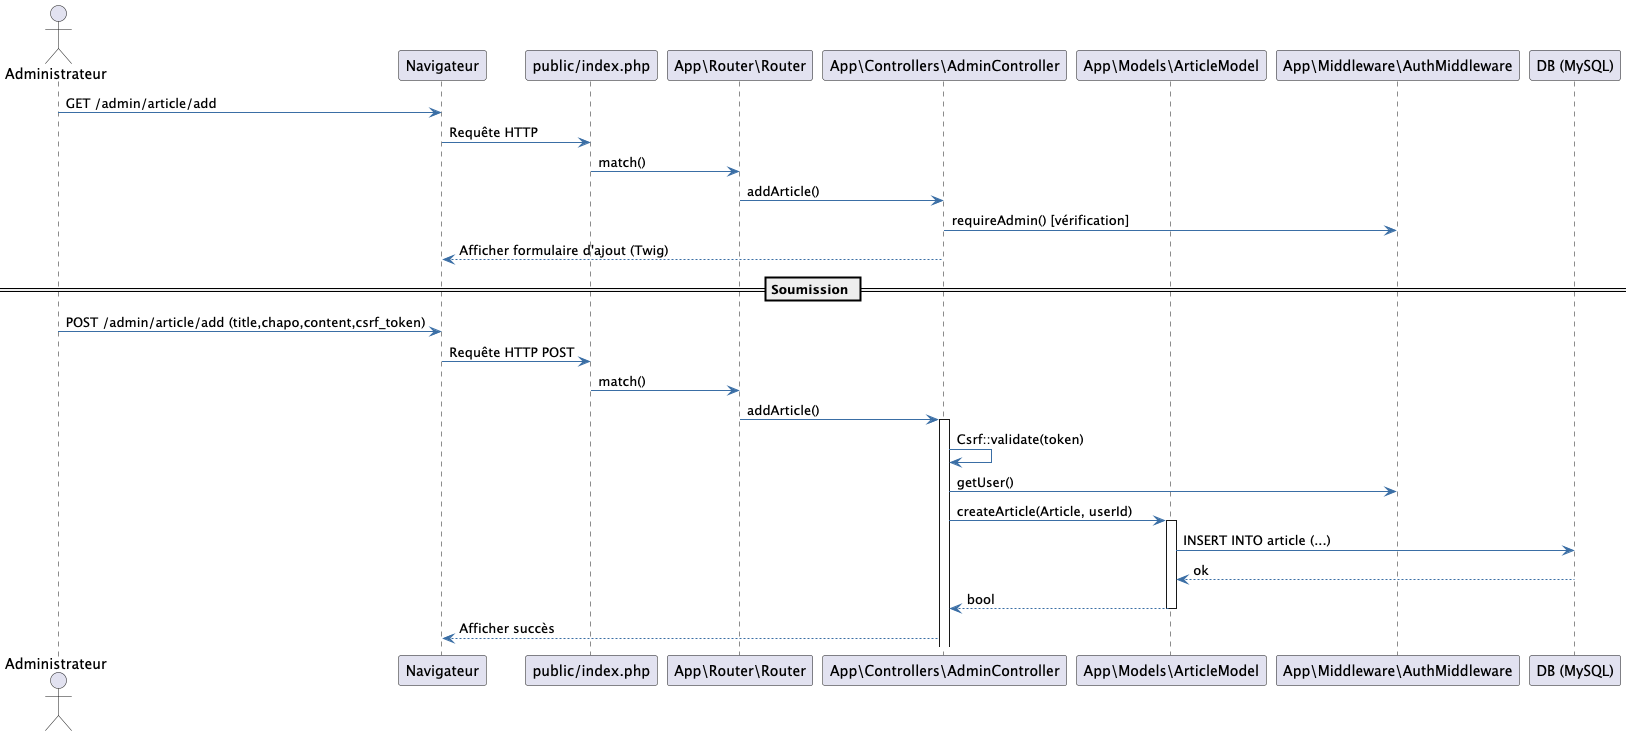 Administrateur
Navigateur
public/index.php
App\Router\Router
App\Controllers\AdminController
App\Models\ArticleModel
App\Middleware\AuthMiddleware
DB (MySQL)
GET /admin/article/add
Requête HTTP
match()
addArticle()
requireAdmin() [vérification]
Afficher formulaire d'ajout (Twig)
Soumission
POST /admin/article/add (title,chapo,content,csrf_token)
Requête HTTP POST
match()
addArticle()
Csrf::validate(token)
getUser()
createArticle(Article, userId)
INSERT INTO article (...)
ok
bool
Afficher succès
Administrateur
Navigateur
public/index.php
App\Router\Router
App\Controllers\AdminController
App\Models\ArticleModel
App\Middleware\AuthMiddleware
DB (MySQL)